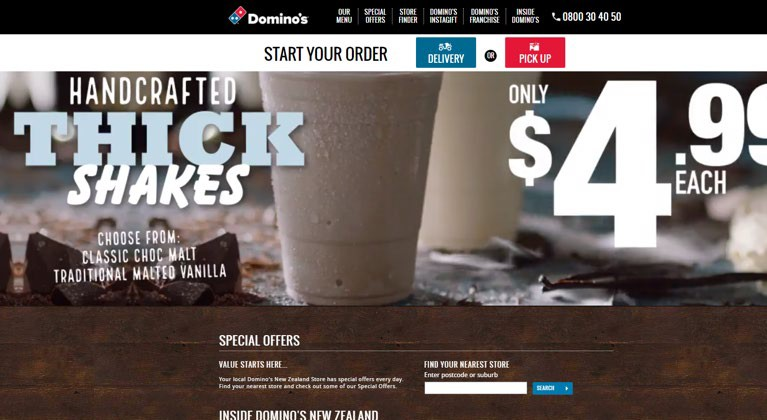 Domino's
OUR MENU
SPECIAL OFFERS
STORE FINDER
DOMINO'S INSTAGIFT
DOMINO'S FRANCHISE
INSIDE DOMINO'S
0800 30 40 50
START YOUR ORDER
DELIVERY
OR
PICK UP
HANDCRAFTED
THICK
SHAKES
CHOOSE FROM:
CLASSIC CHOC MALT
TRADITIONAL MALTED VANILLA
ONLY
$4.99
EACH
SPECIAL OFFERS
VALUE STARTS HERE...
Your local Domino's New Zealand Store has special offers every day.
Find your nearest store and check out some of our Special Offers.
FIND YOUR NEAREST STORE
Enter postcode or suburb
SEARCH
INSIDE DOMINO'S NEW ZEALAND